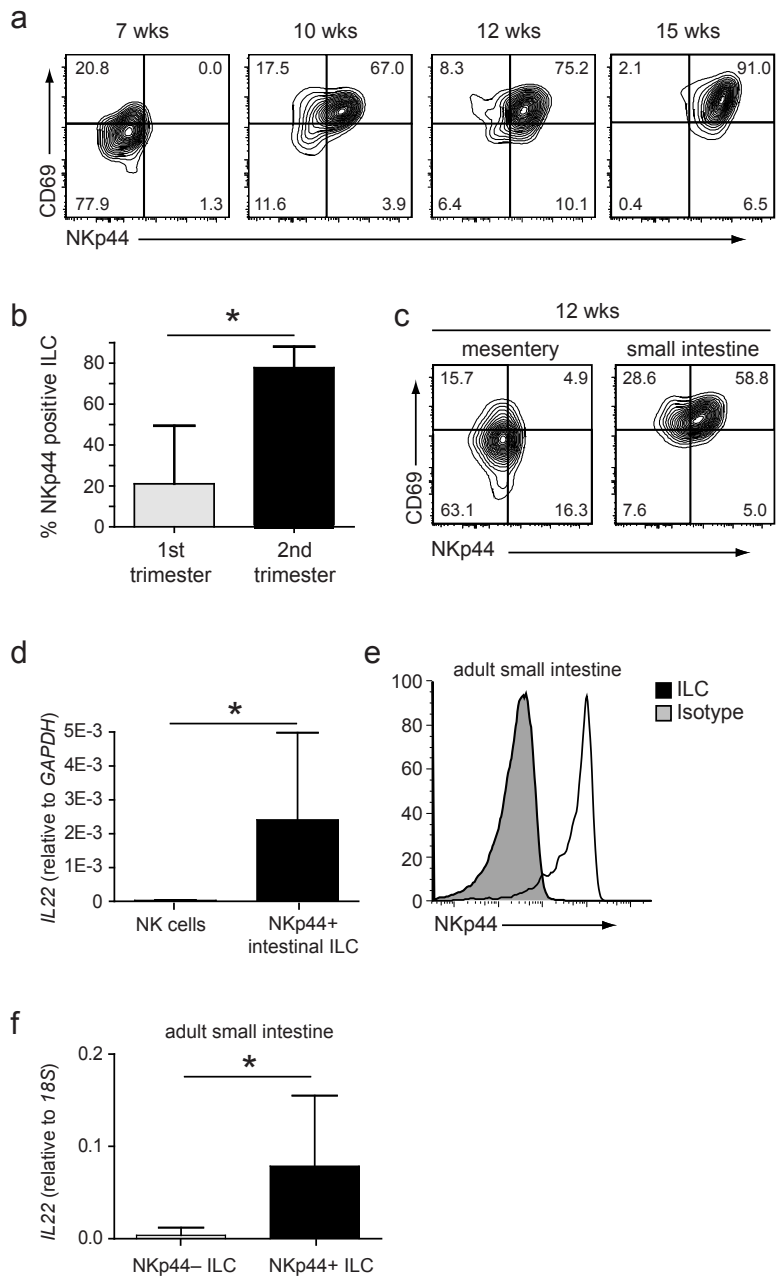 a
7 wks 10 wks 12 wks 15 wks
20.8 0.0 17.5 67.0 8.3 75.2 2.1 91.0
CD69
77.9 1.3 11.6 3.9 6.4 10.1 0.4 6.5
NKp44
b
*
% NKp44 positive ILC
80
60
40
20
0
1st trimester
2nd trimester
c
12 wks
mesentery small intestine
15.7 4.9 28.6 58.8
CD69
63.1 16.3 7.6 5.0
NKp44
d
*
IL22 (relative to GAPDH)
5E-3
4E-3
3E-3
2E-3
1E-3
0
NK cells
NKp44+
intestinal ILC
e
adult small intestine
100
80
60
40
20
0
NKp44
ILC
Isotype
f
adult small intestine
*
IL22 (relative to 18S)
0.2
0.1
0.0
NKp44– ILC NKp44+ ILC